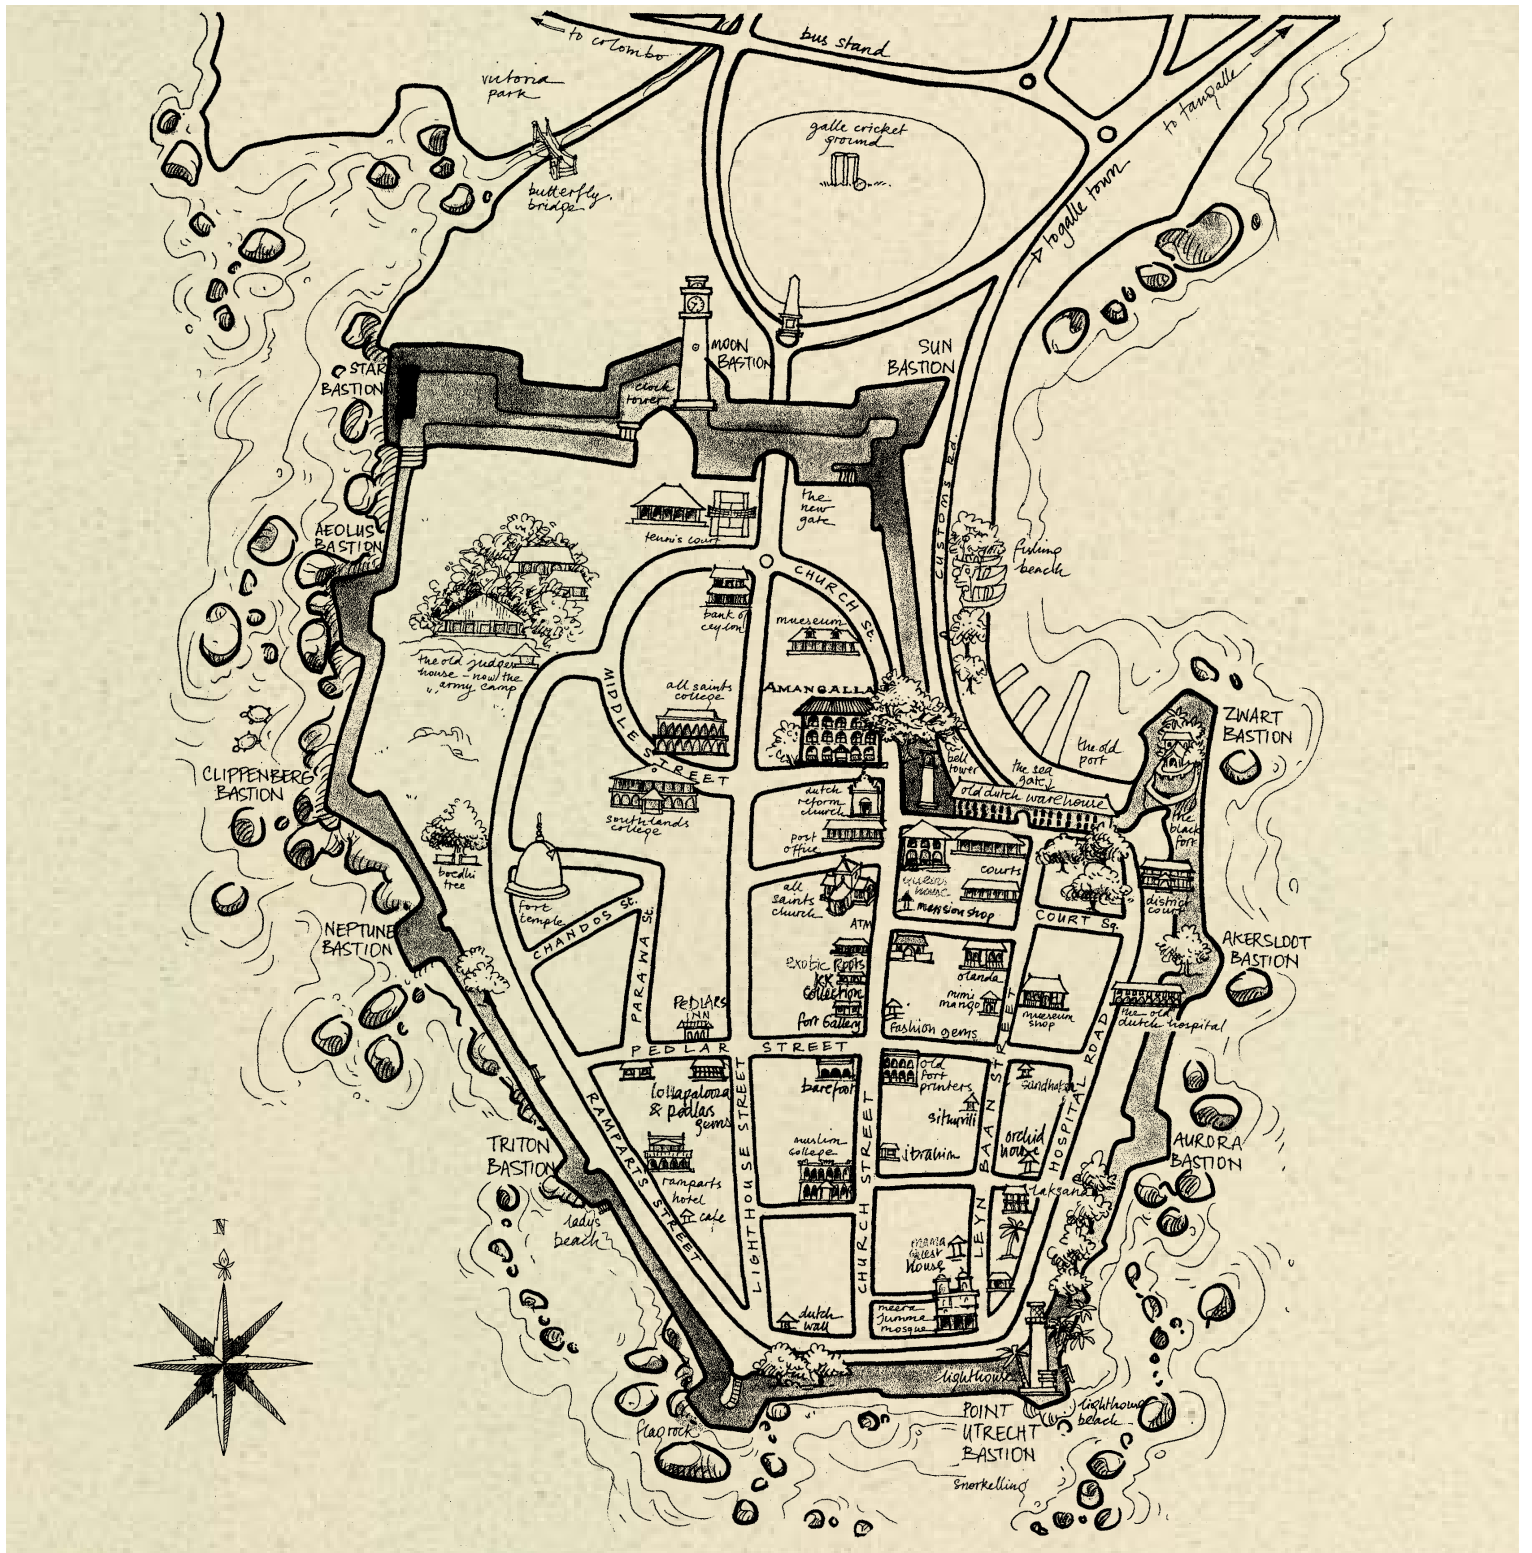 to colombo
bus stand
victoria
park
to tangalle
galle cricket
ground
to galle town
butterfly
bridge
MOON
BASTION
SUN
BASTION
STAR
BASTION
clock
tower
CUSTOMS Rd.
the
new
gate
tennis court
AEOLUS
BASTION
fishing
beach
CHURCH St.
bank of
ceylon
museum
the old judges
house - now the
army camp
MIDDLE STREET
all saints
college
AMANGALLA
ZWART
BASTION
bell
tower
the old
port
the sea
gate
old dutch warehouse
CLIPPENBERG
BASTION
southlands
college
dutch
reform
church
post
office
the
black
fort
boedhi
tree
fort
temple
all
saints
church
queens
house
courts
mansion shop
district
court
CHANDOS St.
PARAWA St.
COURT Sq.
ATM
NEPTUNE
BASTION
AKERSLOOT
BASTION
exotic roots
KK
collection
fort gallery
olanda
mimi
mango
museum
shop
the old
dutch hospital
PEDLARS
INN
fashion gems
PEDLAR STREET
lollapalooza
& pedlars
gems
barefoot
old
fort
printers
sithuvili
RAMPARTS STREET
LIGHTHOUSE STREET
CHURCH STREET
LEYN BAAN STREET
HOSPITAL ROAD
TRITON
BASTION
muslim
college
ibrahim
orchid
house
AURORA
BASTION
ramparts
hotel
cafe
laksana
ladys
beach
N
mama
guest
house
dutch
wall
meera
jumma
mosque
lighthouse
lighthouse
beach
flag rock
POINT
UTRECHT
BASTION
snorkelling